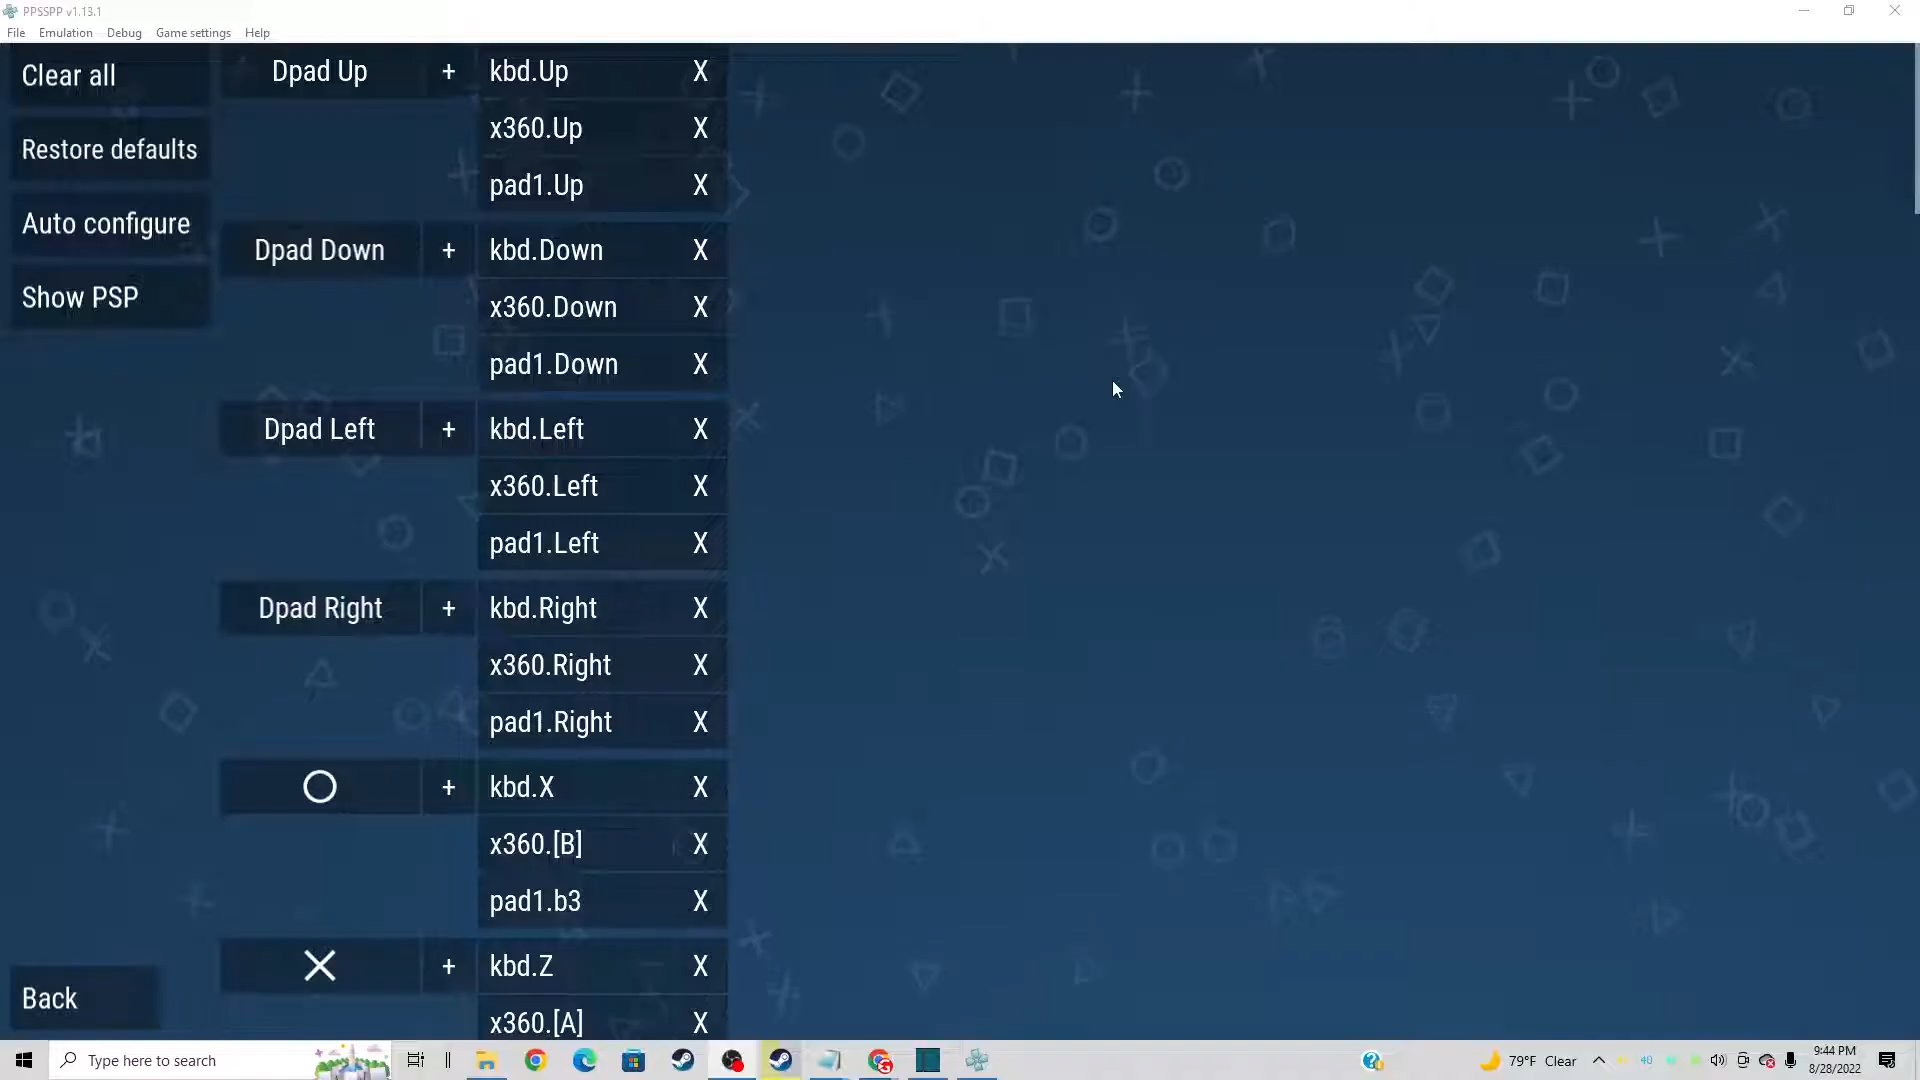 PPSSPP v1.13.1
File Emulation Debug Game settings Help
Clear all
Restore defaults
Auto configure
Show PSP
Back
Dpad Up + kbd.Up X
x360.Up X
pad1.Up X
Dpad Down + kbd.Down X
x360.Down X
pad1.Down X
Dpad Left + kbd.Left X
x360.Left X
pad1.Left X
Dpad Right + kbd.Right X
x360.Right X
pad1.Right X
+ kbd.X X
x360.[B] X
pad1.b3 X
+ kbd.Z X
x360.[A] X
Type here to search
79°F Clear
40
9:44 PM
8/28/2022